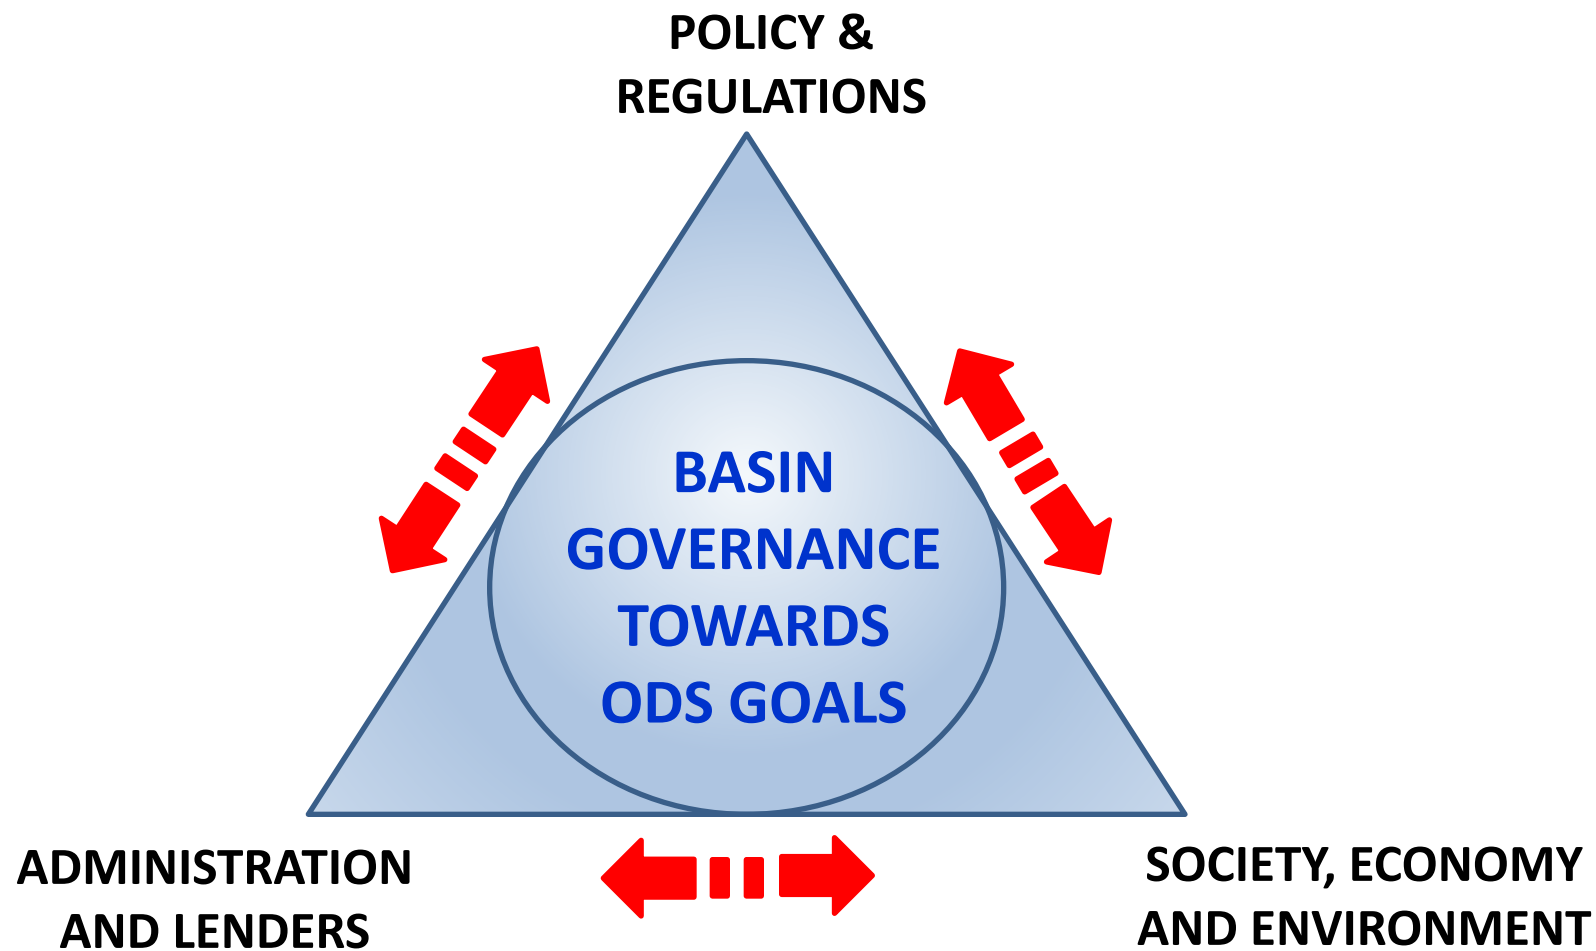 POLICY &
REGULATIONS
BASIN
GOVERNANCE
TOWARDS
ODS GOALS
ADMINISTRATION
AND LENDERS
SOCIETY, ECONOMY
AND ENVIRONMENT